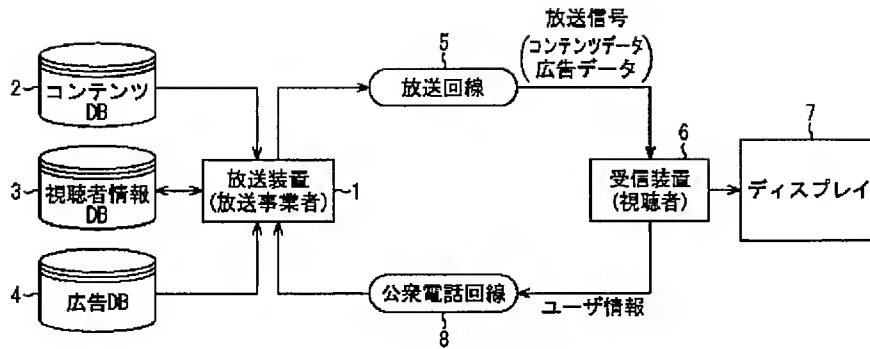 放送信号
(コンテンツデータ
広告データ)
5
放送回線
2
コンテンツ
DB
7
6
3
視聴者情報
DB
放送装置
(放送事業者)
1
受信装置
(視聴者)
ディスプレイ
4
広告DB
公衆電話回線
ユーザ情報
8